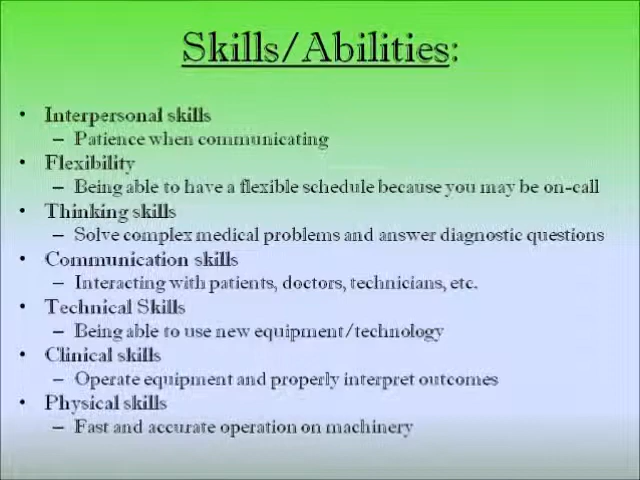 Skills/Abilities:
• Interpersonal skills
– Patience when communicating
• Flexibility
– Being able to have a flexible schedule because you may be on-call
• Thinking skills
– Solve complex medical problems and answer diagnostic questions
• Communication skills
– Interacting with patients, doctors, technicians, etc.
• Technical Skills
– Being able to use new equipment/technology
• Clinical skills
– Operate equipment and properly interpret outcomes
• Physical skills
– Fast and accurate operation on machinery